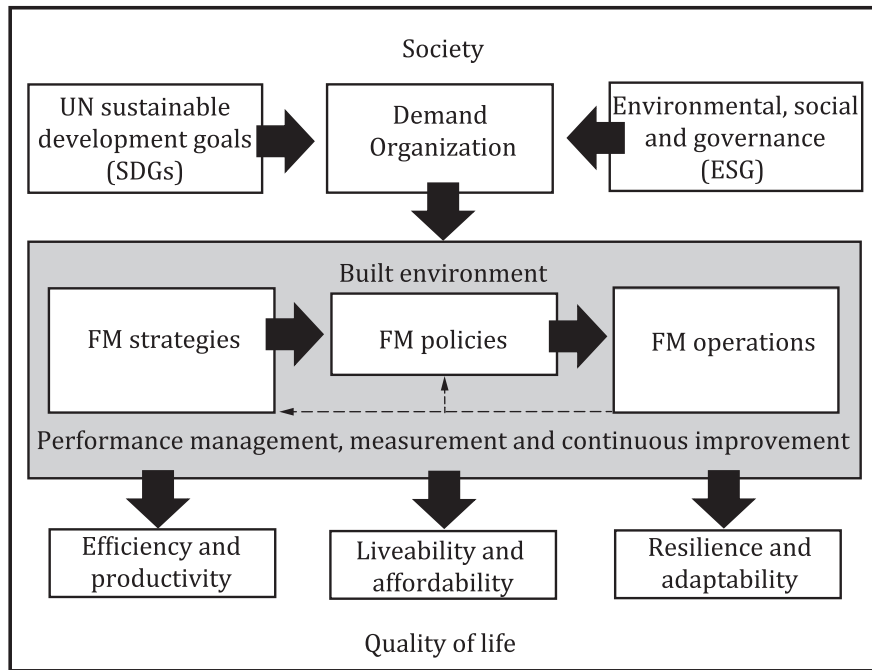 Society
UN sustainable
development goals
(SDGs)
Demand
Organization
Environmental, social
and governance
(ESG)
Built environment
FM strategies
FM policies
FM operations
Performance management, measurement and continuous improvement
Efficiency and
productivity
Liveability and
affordability
Resilience and
adaptability
Quality of life